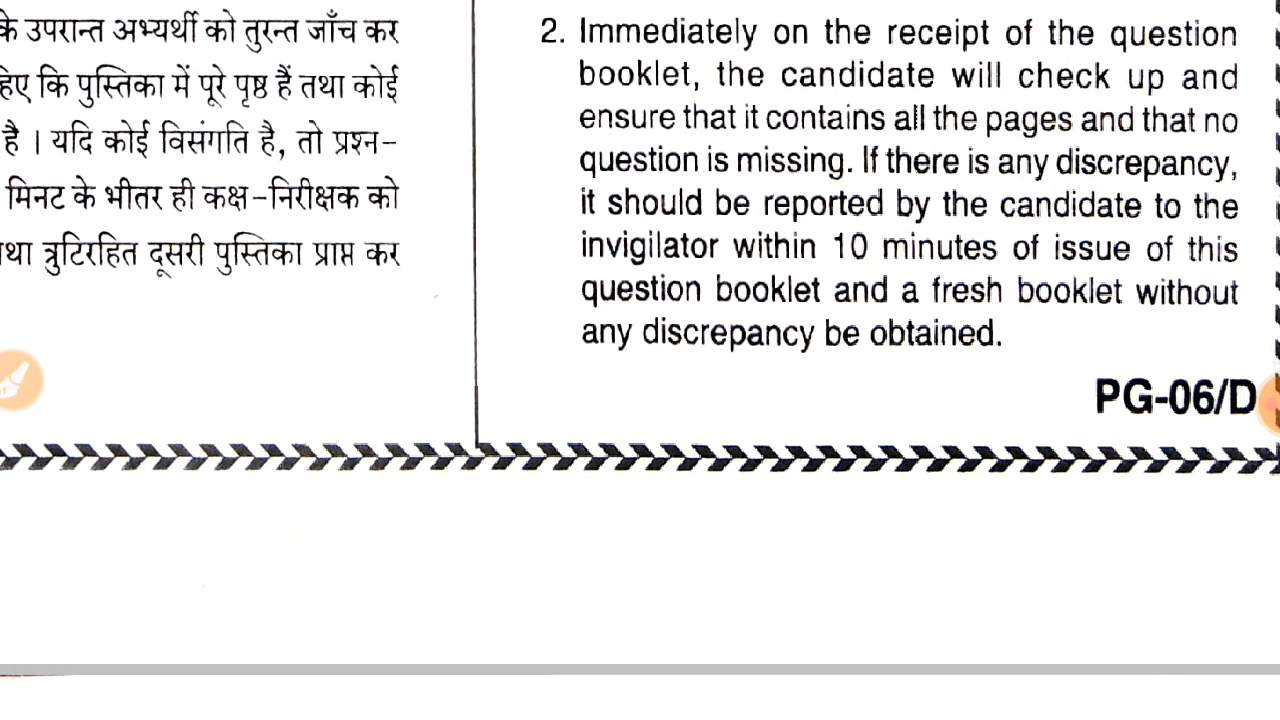 के उपरान्त अभ्यर्थी को तुरन्त जाँच कर
कि पुस्तिका में पूरे पृष्ठ हैं तथा कोई
है । यदि कोई विसंगति है, तो प्रश्न-
मिनट के भीतर ही कक्ष-निरीक्षक को
त्रुटिरहित दूसरी पुस्तिका प्राप्त कर
2. Immediately on the receipt of the question
booklet, the candidate will check up and
ensure that it contains all the pages and that no
question is missing. If there is any discrepancy,
it should be reported by the candidate to the
invigilator within 10 minutes of issue of this
question booklet and a fresh booklet without
any discrepancy be obtained.
PG-06/D